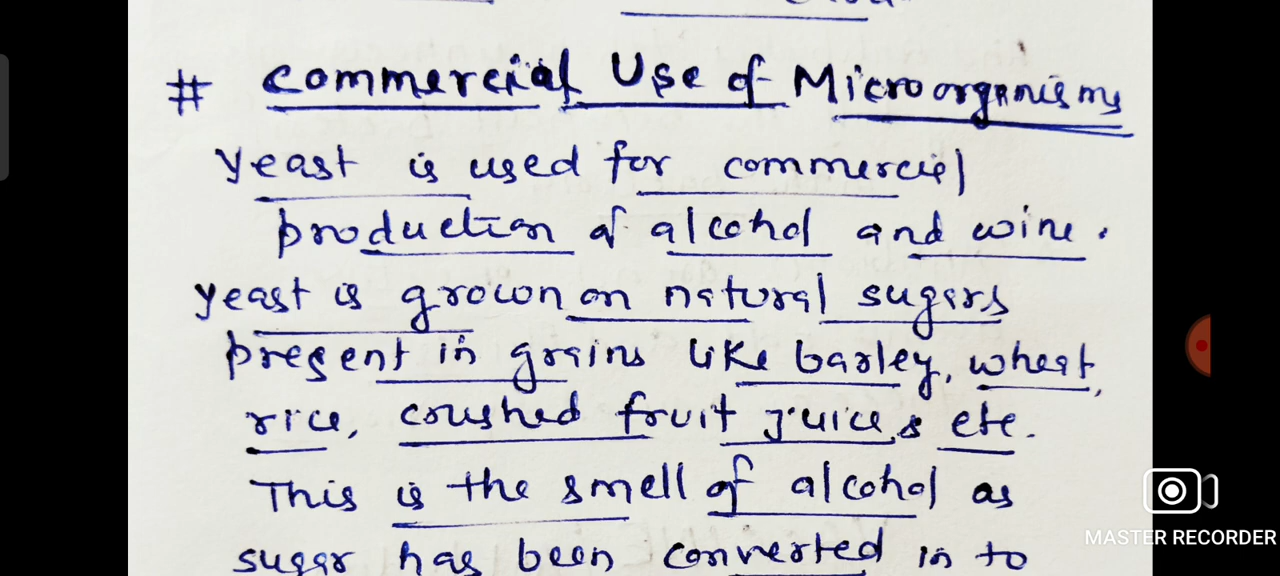 # Commercial Use of Microorganisms
Yeast is used for commercial
production of alcohol and wine.
Yeast is grown on natural sugars
present in grains like barley, wheat,
rice, crushed fruit juices etc.
This is the smell of alcohol as
sugar has been converted in to
MASTER RECORDER